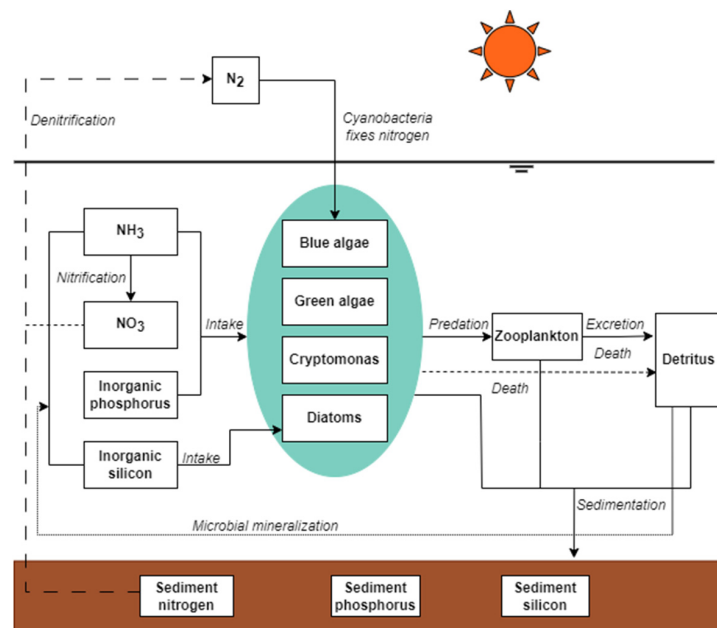 N2
Denitrification
Cyanobacteria
fixes nitrogen
NH3
Blue algae
Nitrification
Green algae
NO3
Intake
Predation
Zooplankton
Excretion
Death
Detritus
Cryptomonas
Inorganic
phosphorus
Death
Diatoms
Inorganic
silicon
Intake
Sedimentation
Microbial mineralization
Sediment
nitrogen
Sediment
phosphorus
Sediment
silicon